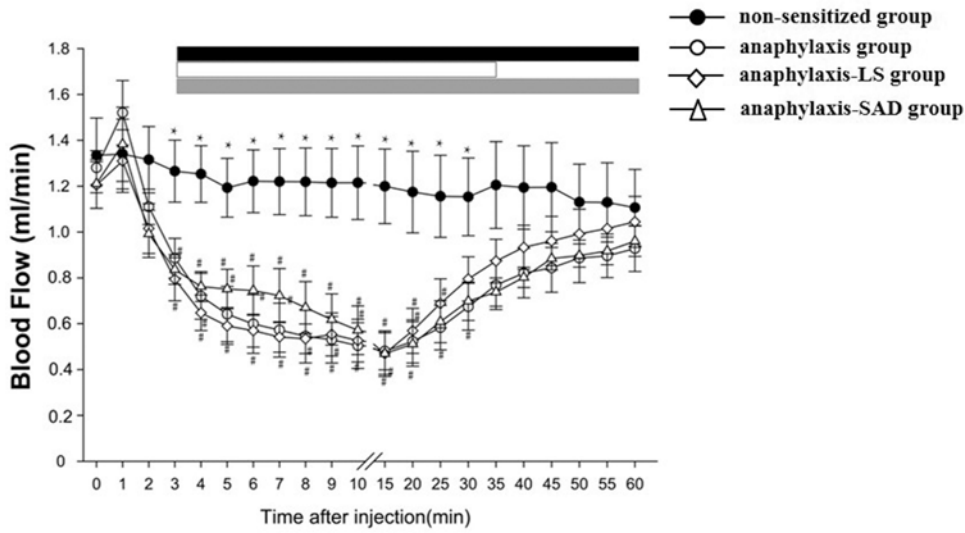 non-sensitized group
anaphylaxis group
anaphylaxis-LS group
anaphylaxis-SAD group
Blood Flow (ml/min)
1.8
1.6
1.4
1.2
1.0
0.8
0.6
0.4
0.2
0
* * * * * * * * * * * *
# # # # # # # # # # # # # # # # # # # # # # # # # # # # # # # #
0 1 2 3 4 5 6 7 8 9 10 15 20 25 30 35 40 45 50 55 60
Time after injection(min)